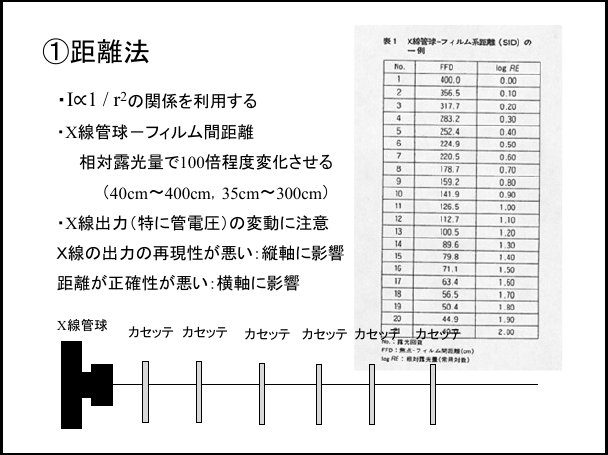 ①距離法
・I∝1 / r²の関係を利用する
・X線管球－フィルム間距離
相対露光量で100倍程度変化させる
（40cm～400cm, 35cm～300cm）
・X線出力（特に管電圧）の変動に注意
X線の出力の再現性が悪い：縦軸に影響
距離が正確性が悪い：横軸に影響
表1 X線管球-フィルム系距離（SID）の
一例
No. FFD log RE
1 400.0 0.00
2 356.5 0.10
3 317.7 0.20
4 283.2 0.30
5 252.4 0.40
6 224.9 0.50
7 220.5 0.60
8 178.7 0.70
9 159.2 0.80
10 141.9 0.90
11 126.5 1.00
12 112.7 1.10
13 100.5 1.20
14 89.6 1.30
15 79.8 1.40
16 71.1 1.50
17 63.4 1.60
18 56.5 1.70
19 50.4 1.80
20 44.9 1.90
2.00
No.：露光回数
FFD：焦点-フィルム間距離（cm）
log RE：相対露光量（常用対数）
X線管球
カセッテ カセッテ カセッテ カセッテ カセッテ カセッテ